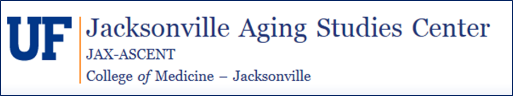 UF
Jacksonville Aging Studies Center
JAX-ASCENT
College of Medicine – Jacksonville